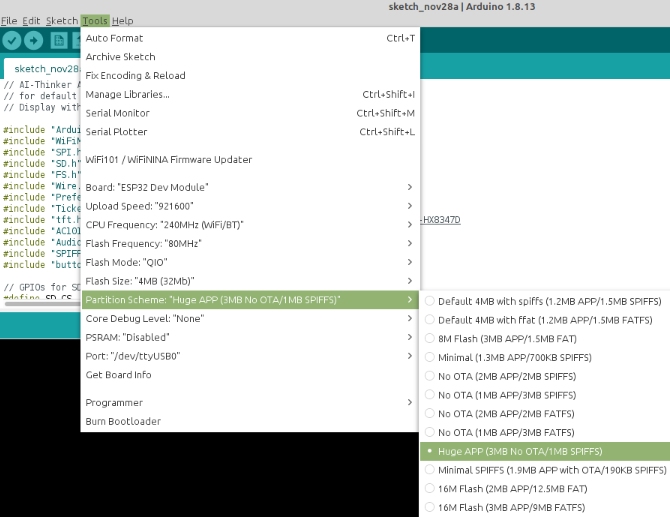 sketch_nov28a | Arduino 1.8.13
File Edit Sketch Tools Help
sketch_nov28a
// AI-Thinker A
// for default
// Display with
#include "Ardui
#include "WiFiM
#include "SPI.h
#include "SD.h"
#include "FS.h"
#include "Wire.
#include "Prefe
#include "Ticke
#include "tft.h
#include "AC101
#include "Audio
#include "SPIFF
#include "butto
// GPIOs for SD
#define SD_CS
-HX8347D
Auto Format Ctrl+T
Archive Sketch
Fix Encoding & Reload
Manage Libraries... Ctrl+Shift+I
Serial Monitor Ctrl+Shift+M
Serial Plotter Ctrl+Shift+L
WiFi101 / WiFiNINA Firmware Updater
Board: "ESP32 Dev Module"
Upload Speed: "921600"
CPU Frequency: "240MHz (WiFi/BT)"
Flash Frequency: "80MHz"
Flash Mode: "QIO"
Flash Size: "4MB (32Mb)"
Partition Scheme: "Huge APP (3MB No OTA/1MB SPIFFS)"
Core Debug Level: "None"
PSRAM: "Disabled"
Port: "/dev/ttyUSB0"
Get Board Info
Programmer
Burn Bootloader
Default 4MB with spiffs (1.2MB APP/1.5MB SPIFFS)
Default 4MB with ffat (1.2MB APP/1.5MB FATFS)
8M Flash (3MB APP/1.5MB FAT)
Minimal (1.3MB APP/700KB SPIFFS)
No OTA (2MB APP/2MB SPIFFS)
No OTA (1MB APP/3MB SPIFFS)
No OTA (2MB APP/2MB FATFS)
No OTA (1MB APP/3MB FATFS)
Huge APP (3MB No OTA/1MB SPIFFS)
Minimal SPIFFS (1.9MB APP with OTA/190KB SPIFFS)
16M Flash (2MB APP/12.5MB FAT)
16M Flash (3MB APP/9MB FATFS)